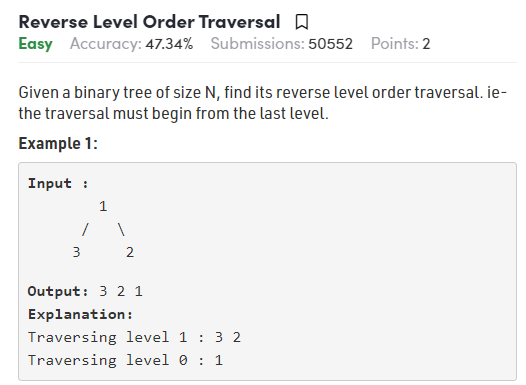 Reverse Level Order Traversal
Easy Accuracy: 47.34% Submissions: 50552 Points: 2
Given a binary tree of size N, find its reverse level order traversal. ie-
the traversal must begin from the last level.
Example 1:
Input :
1
/ \
3 2
Output: 3 2 1
Explanation:
Traversing level 1 : 3 2
Traversing level 0 : 1